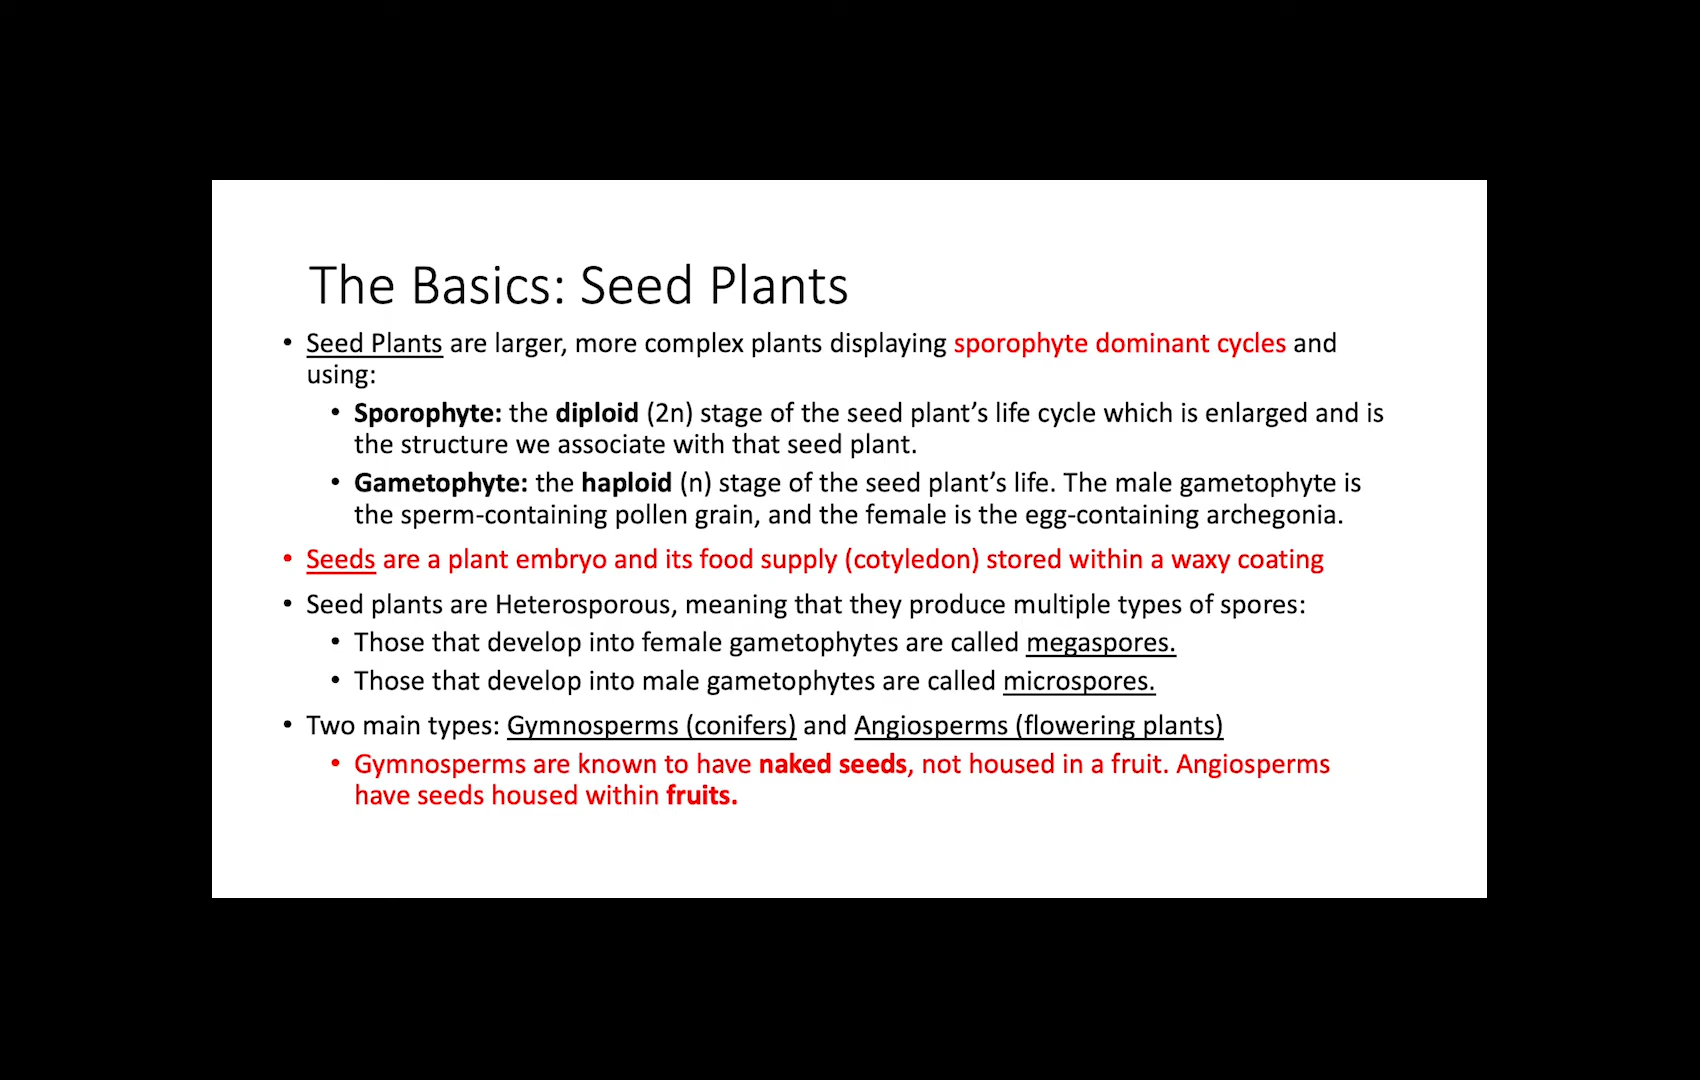 The Basics: Seed Plants
• Seed Plants are larger, more complex plants displaying sporophyte dominant cycles and
using:
• Sporophyte: the diploid (2n) stage of the seed plant’s life cycle which is enlarged and is
the structure we associate with that seed plant.
• Gametophyte: the haploid (n) stage of the seed plant’s life. The male gametophyte is
the sperm-containing pollen grain, and the female is the egg-containing archegonia.
• Seeds are a plant embryo and its food supply (cotyledon) stored within a waxy coating
• Seed plants are Heterosporous, meaning that they produce multiple types of spores:
• Those that develop into female gametophytes are called megaspores.
• Those that develop into male gametophytes are called microspores.
• Two main types: Gymnosperms (conifers) and Angiosperms (flowering plants)
• Gymnosperms are known to have naked seeds, not housed in a fruit. Angiosperms
have seeds housed within fruits.